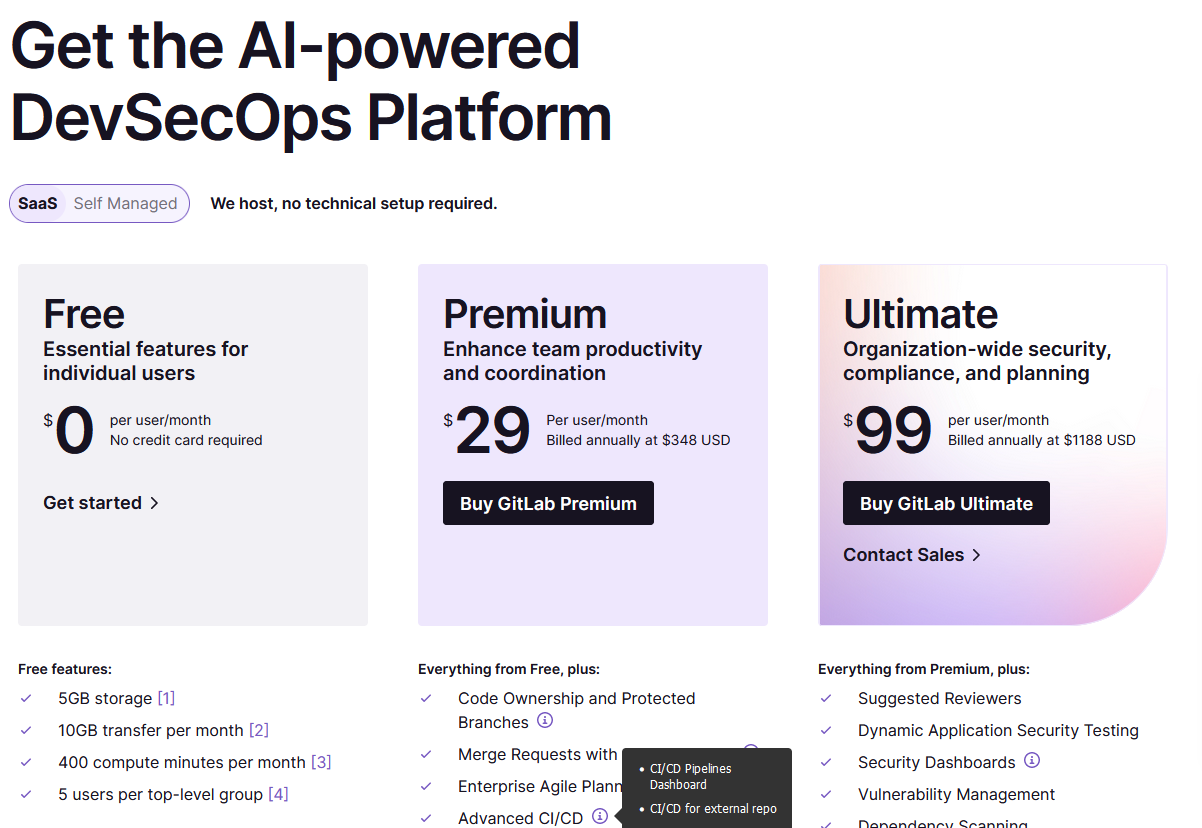 Get the AI-powered
DevSecOps Platform
SaaS Self Managed We host, no technical setup required.
Free
Essential features for
individual users
$0 per user/month
No credit card required
Get started
Premium
Enhance team productivity
and coordination
$29 Per user/month
Billed annually at $348 USD
Buy GitLab Premium
Ultimate
Organization-wide security,
compliance, and planning
$99 per user/month
Billed annually at $1188 USD
Buy GitLab Ultimate
Contact Sales
Free features:
5GB storage [1]
10GB transfer per month [2]
400 compute minutes per month [3]
5 users per top-level group [4]
Everything from Free, plus:
Code Ownership and Protected
Branches
Merge Requests with
Enterprise Agile Plann
Advanced CI/CD
• CI/CD Pipelines
Dashboard
• CI/CD for external repo
Everything from Premium, plus:
Suggested Reviewers
Dynamic Application Security Testing
Security Dashboards
Vulnerability Management
Dependency Scanning